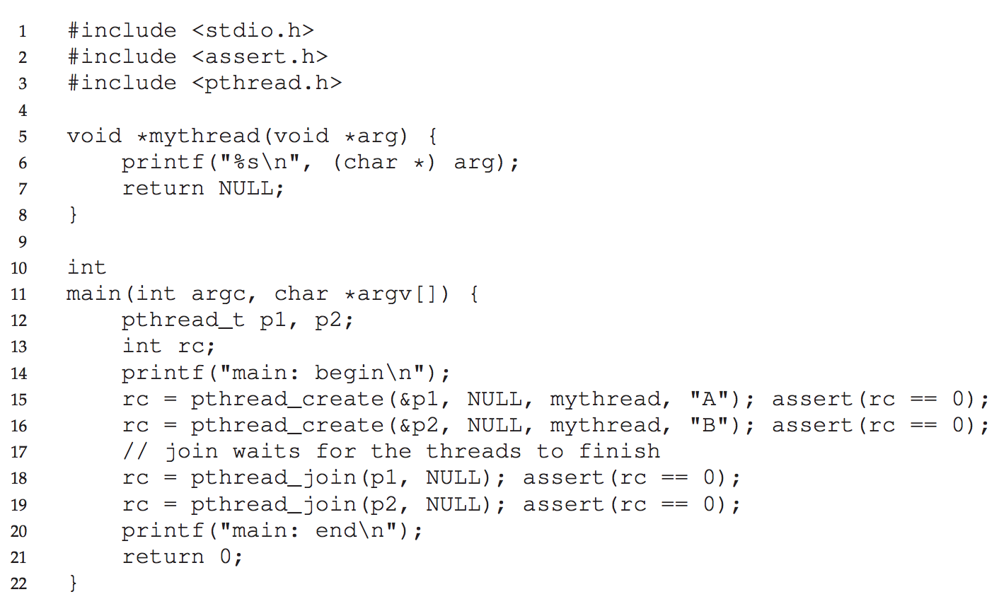 1 #include <stdio.h>
2 #include <assert.h>
3 #include <pthread.h>
4
5 void *mythread(void *arg) {
6     printf("%s\n", (char *) arg);
7     return NULL;
8 }
9
10 int
11 main(int argc, char *argv[]) {
12     pthread_t p1, p2;
13     int rc;
14     printf("main: begin\n");
15     rc = pthread_create(&p1, NULL, mythread, "A"); assert(rc == 0);
16     rc = pthread_create(&p2, NULL, mythread, "B"); assert(rc == 0);
17     // join waits for the threads to finish
18     rc = pthread_join(p1, NULL); assert(rc == 0);
19     rc = pthread_join(p2, NULL); assert(rc == 0);
20     printf("main: end\n");
21     return 0;
22 }